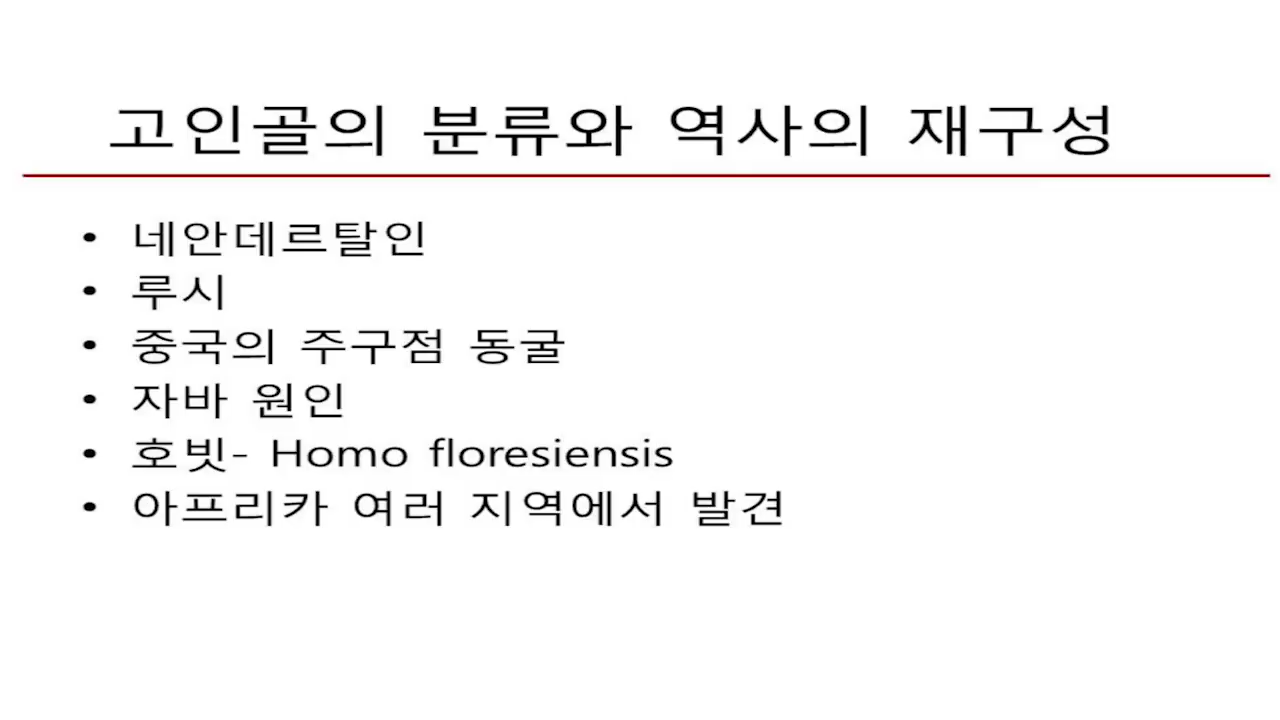 고인골의 분류와 역사의 재구성
• 네안데르탈인
• 루시
• 중국의 주구점 동굴
• 자바 원인
• 호빗- Homo floresiensis
• 아프리카 여러 지역에서 발견